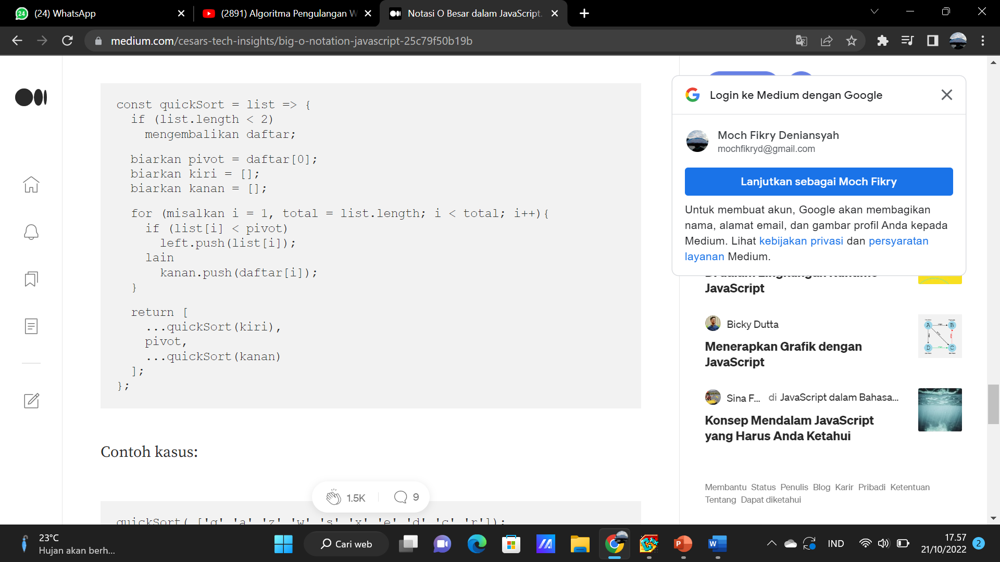 (24) WhatsApp
(2891) Algoritma Pengulangan W
Notasi O Besar dalam JavaScript.
medium.com/cesars-tech-insights/big-o-notation-javascript-25c79f50b19b
const quickSort = list => {
if (list.length < 2)
mengembalikan daftar;
biarkan pivot = daftar[0];
biarkan kiri = [];
biarkan kanan = [];
for (misalkan i = 1, total = list.length; i < total; i++){
if (list[i] < pivot)
left.push(list[i]);
lain
kanan.push(daftar[i]);
}
return [
...quickSort(kiri),
pivot,
...quickSort(kanan)
];
};
Contoh kasus:
1.5K
9
quickSort( ['q' 'a' 'z' 'w' 's' 'x' 'e' 'd' 'c' 'r']);
Login ke Medium dengan Google
Moch Fikry Deniansyah
mochfikryd@gmail.com
Lanjutkan sebagai Moch Fikry
Untuk membuat akun, Google akan membagikan
nama, alamat email, dan gambar profil Anda kepada
Medium. Lihat kebijakan privasi dan persyaratan
layanan Medium.
JavaScript
Bicky Dutta
Menerapkan Grafik dengan
JavaScript
A
B
D
C
Sina F... di JavaScript dalam Bahasa...
Konsep Mendalam JavaScript
yang Harus Anda Ketahui
Membantu Status Penulis Blog Karir Pribadi Ketentuan
Tentang Dapat diketahui
23°C
Hujan akan berh...
Cari web
IND
17.57
21/10/2022
2